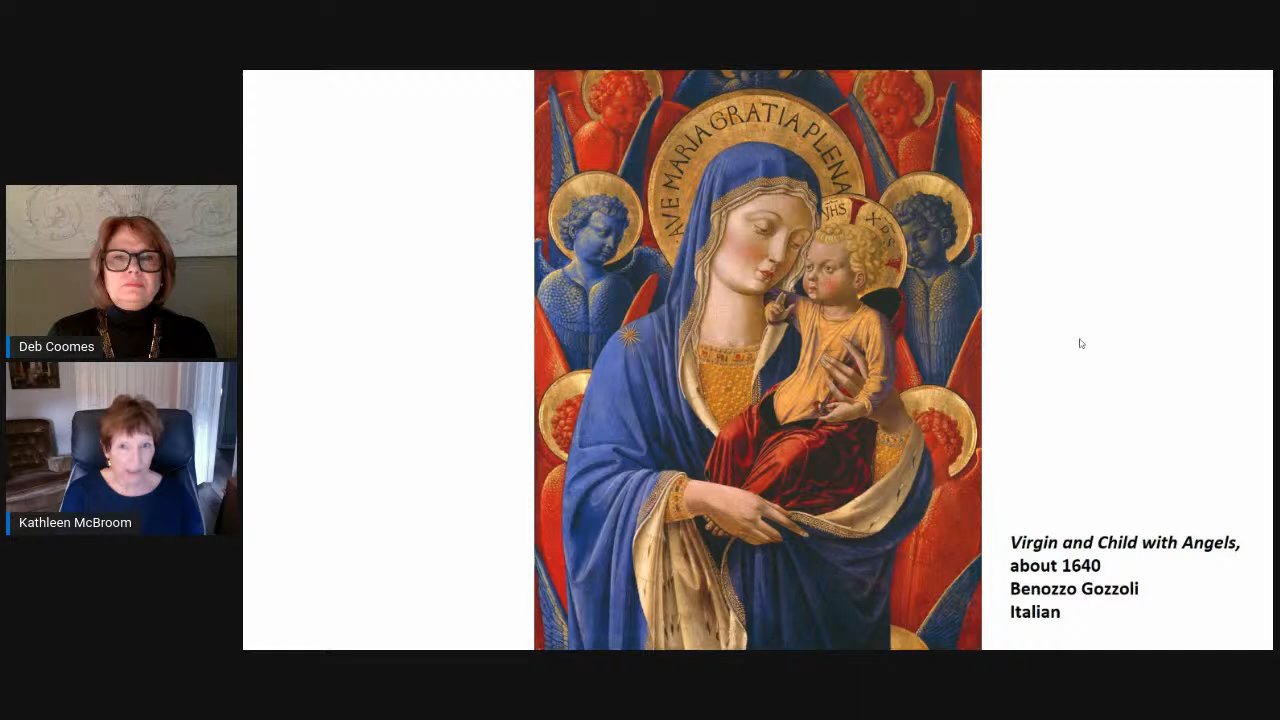 AVE MARIA GRATIA PLENA
YHS
XPS
Deb Coomes
Kathleen McBroom
Virgin and Child with Angels,
about 1640
Benozzo Gozzoli
Italian